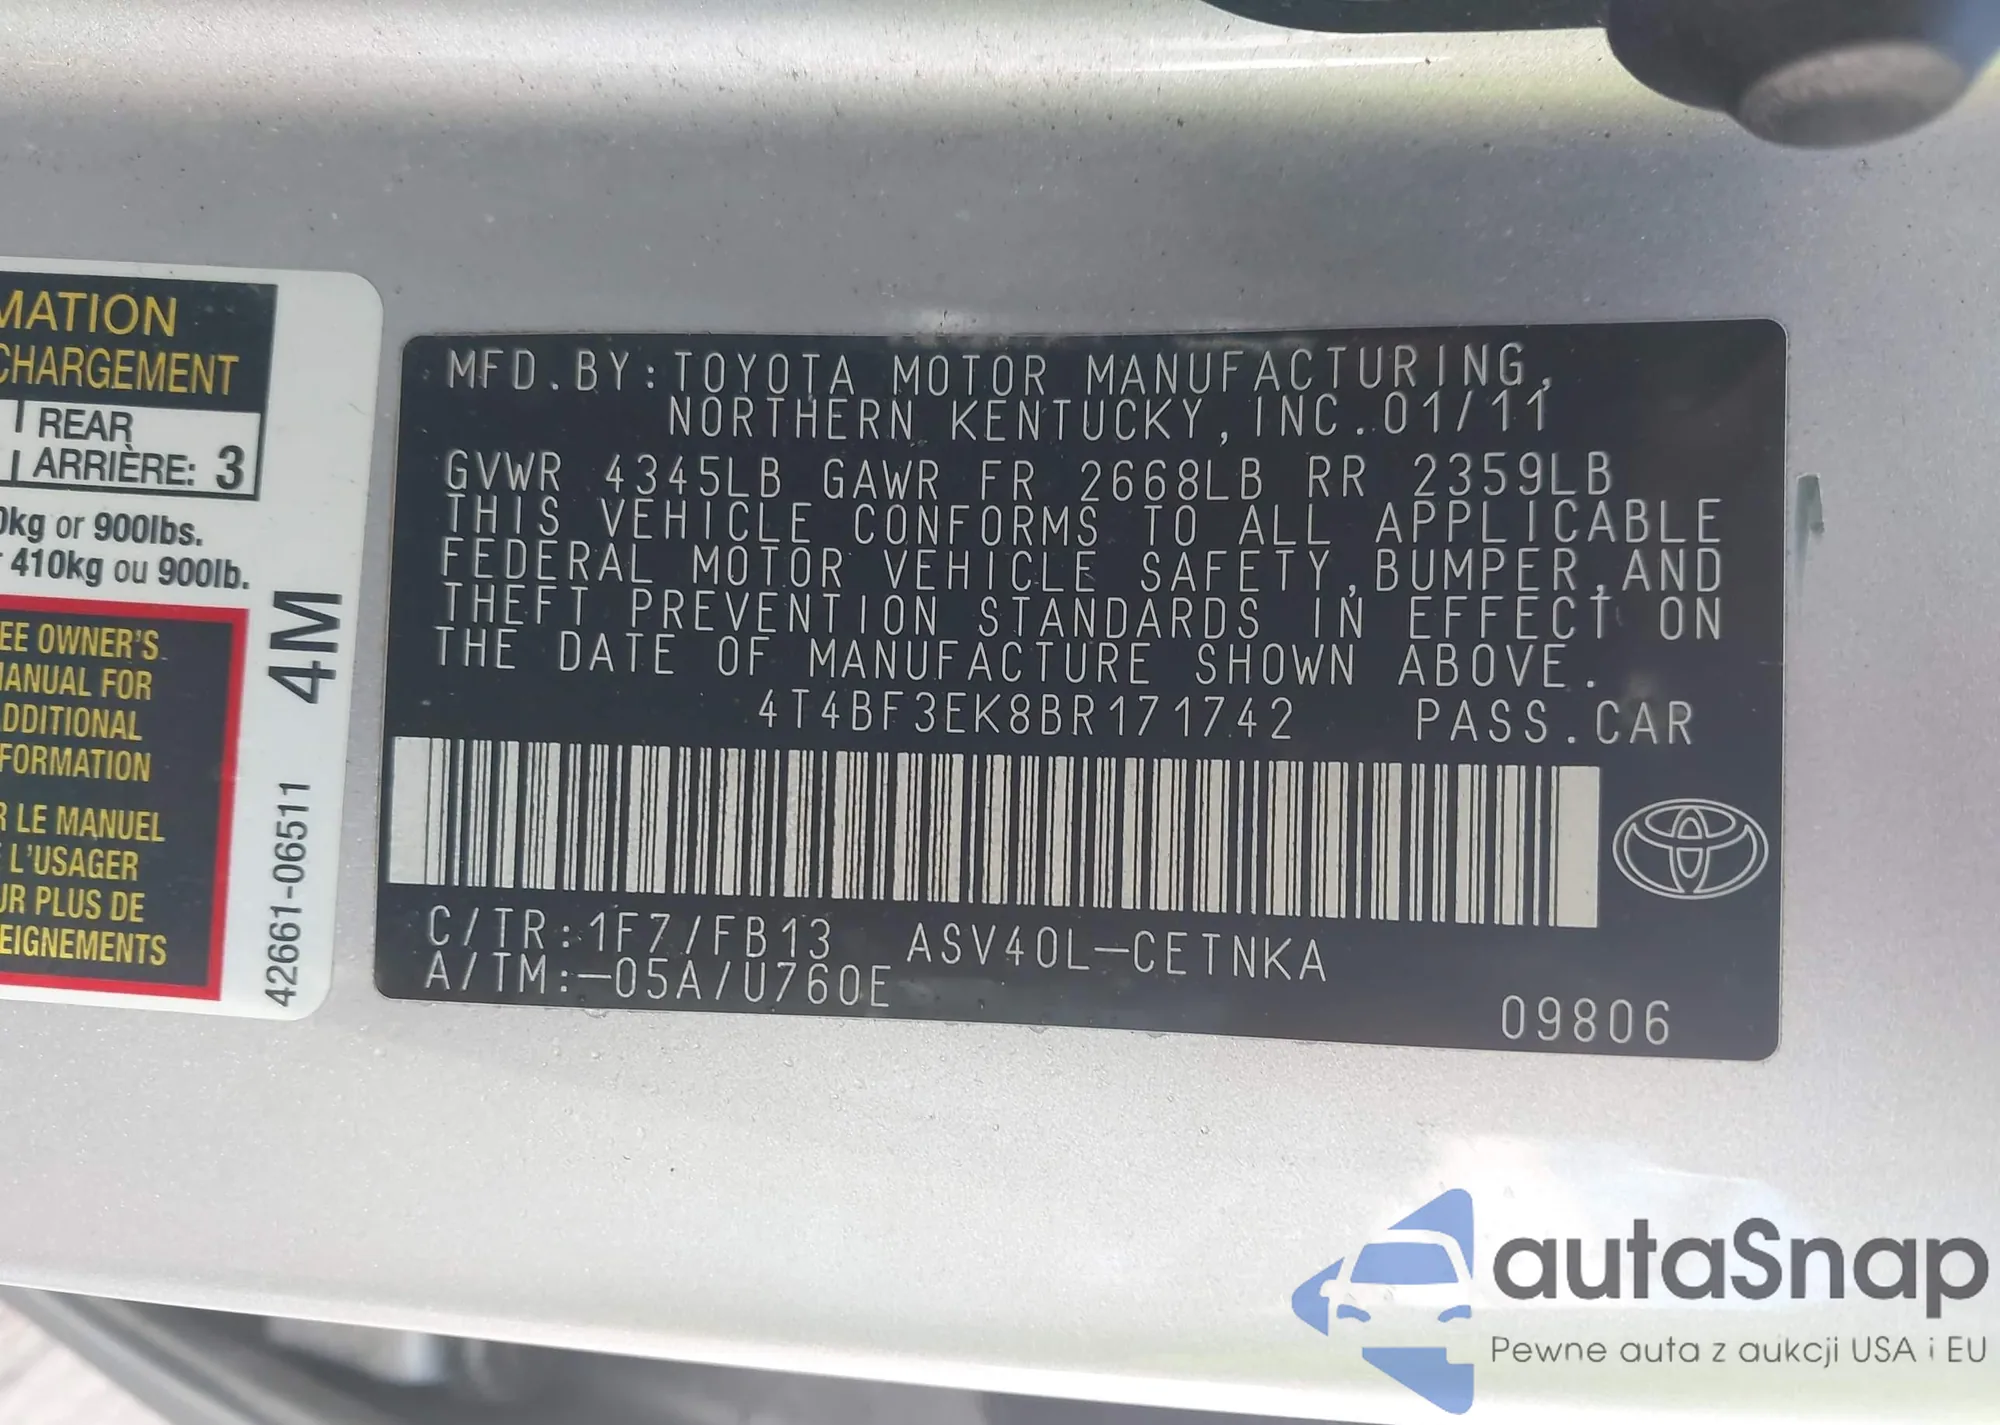 MATION
CHARGEMENT
REAR
ARRIÈRE: 3
0kg or 900lbs.
410kg ou 900lb.
EE OWNER'S
ANUAL FOR
DDITIONAL
FORMATION
R LE MANUEL
L'USAGER
UR PLUS DE
EIGNEMENTS
4M
42661-06511
MFD.BY:TOYOTA MOTOR MANUFACTURING,
NORTHERN KENTUCKY, INC.01/11
GVWR 4345LB GAWR FR 2668LB RR 2359LB
THIS VEHICLE CONFORMS TO ALL APPLICABLE
FEDERAL MOTOR VEHICLE SAFETY,BUMPER,AND
THEFT PREVENTION STANDARDS IN EFFECT ON
THE DATE OF MANUFACTURE SHOWN ABOVE.
4T4BF3EK8BR171742 PASS.CAR
C/TR:1F7/FB13 ASV40L-CETNKA
A/TM:-05A/U760E
09806
autaSnap
Pewne auta z aukcji USA i EU